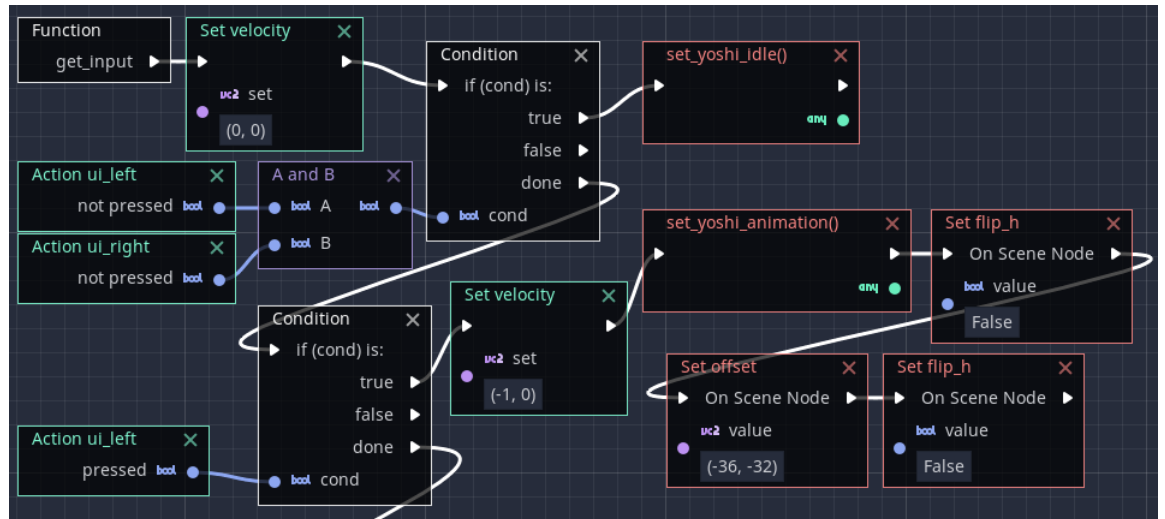 Function
get_input
Set velocity
vc2 set
(0, 0)
Condition
if (cond) is:
true
false
done
bool cond
set_yoshi_idle()
any
Action ui_left
not pressed bool
Action ui_right
not pressed bool
A and B
bool A bool
bool B
set_yoshi_animation()
any
Set flip_h
On Scene Node
bool value
False
Condition
if (cond) is:
true
false
done
bool cond
Set velocity
vc2 set
(-1, 0)
Set offset
On Scene Node
vc2 value
(-36, -32)
Set flip_h
On Scene Node
bool value
False
Action ui_left
pressed bool